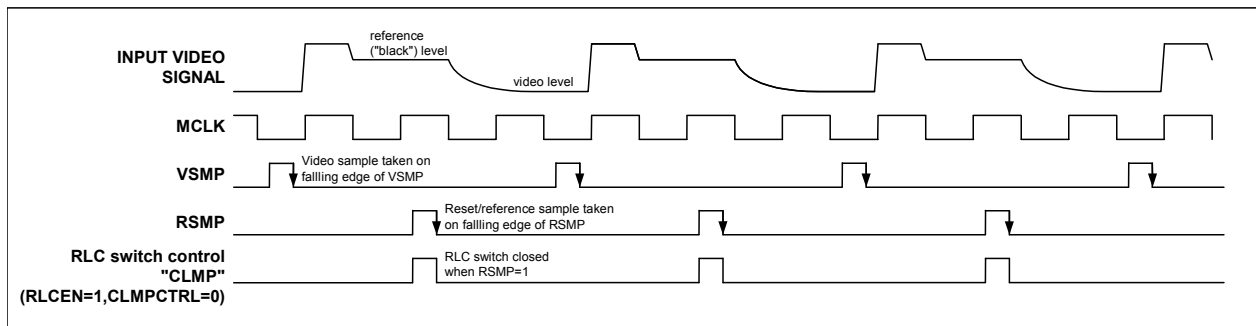 reference
("black") level
INPUT VIDEO
SIGNAL
video level
MCLK
VSMP
Video sample taken on
fallling edge of VSMP
RSMP
Reset/reference sample taken
on fallling edge of RSMP
RLC switch control
"CLMP"
(RLCEN=1,CLMPCTRL=0)
RLC switch closed
when RSMP=1